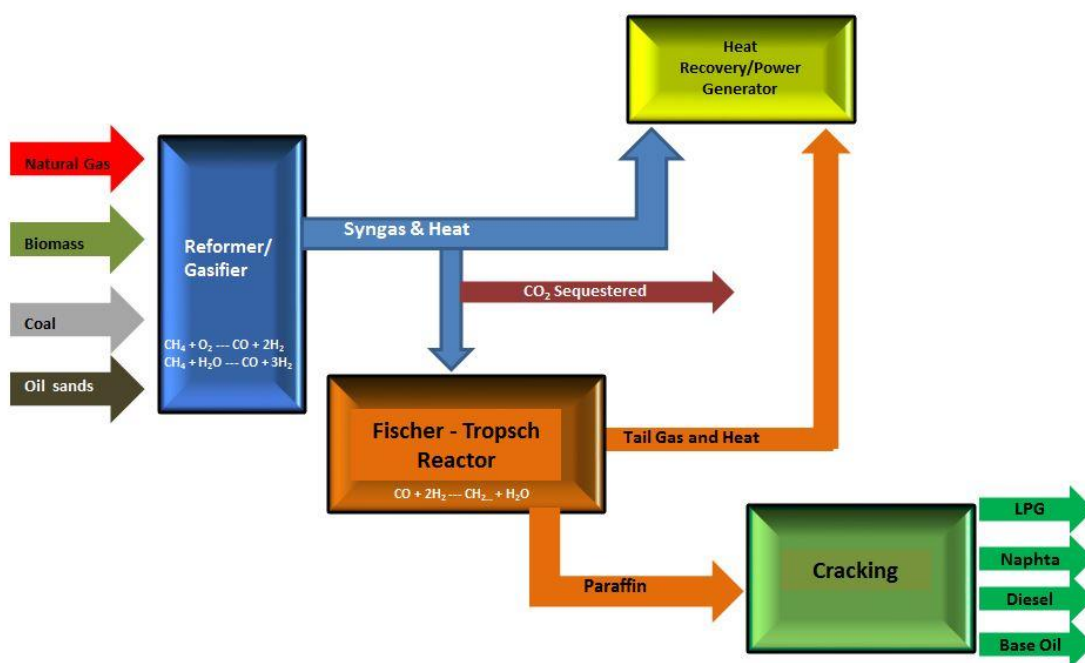 Heat
Recovery/Power
Generator
Natural Gas
Biomass
Coal
Oil sands
Reformer/
Gasifier
CH₄ + O₂ --- CO + 2H₂
CH₄ + H₂O --- CO + 3H₂
Syngas & Heat
CO₂ Sequestered
Fischer - Tropsch
Reactor
CO + 2H₂ --- CH₂_ + H₂O
Tail Gas and Heat
Paraffin
Cracking
LPG
Naphta
Diesel
Base Oil